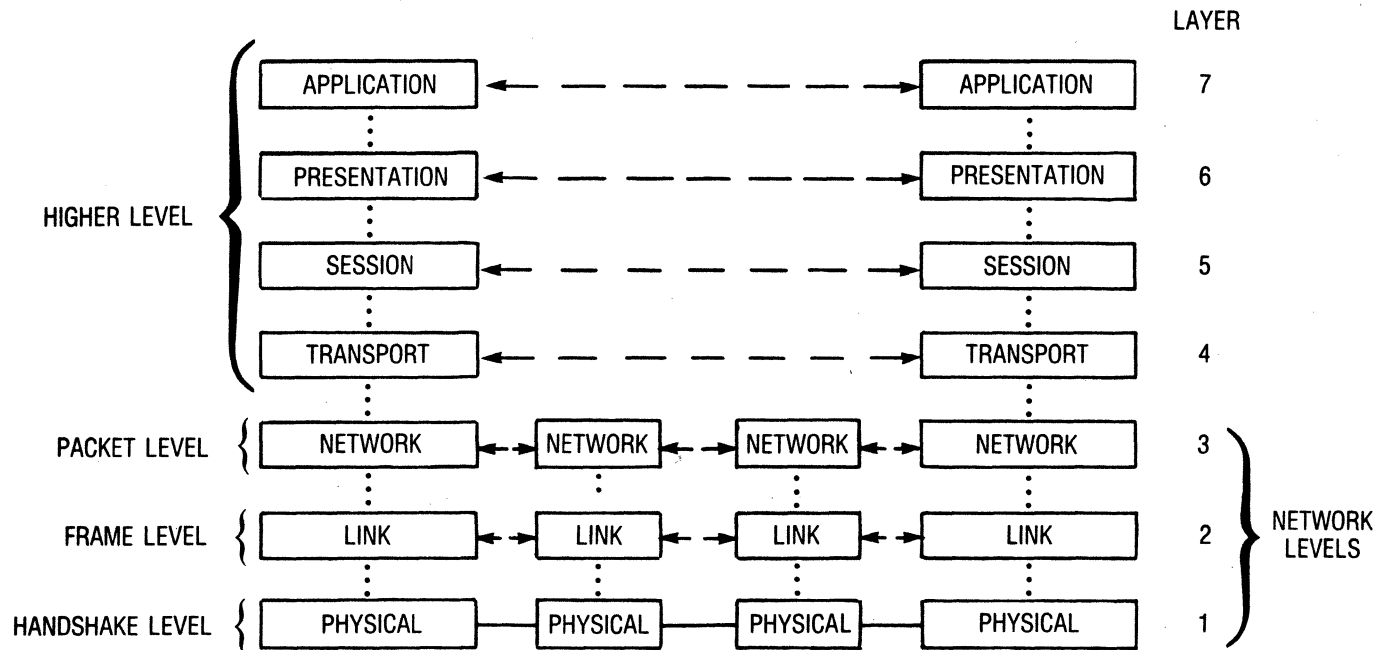 LAYER
APPLICATION APPLICATION 7
PRESENTATION PRESENTATION 6
HIGHER LEVEL
SESSION SESSION 5
TRANSPORT TRANSPORT 4
PACKET LEVEL NETWORK NETWORK NETWORK NETWORK 3
FRAME LEVEL LINK LINK LINK LINK 2
NETWORK
LEVELS
HANDSHAKE LEVEL PHYSICAL PHYSICAL PHYSICAL PHYSICAL 1